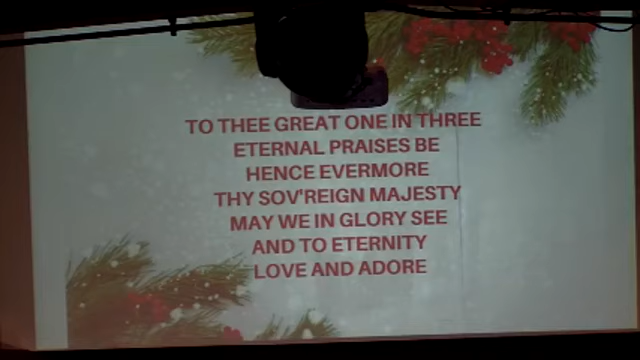 TO THEE GREAT ONE IN THREE
ETERNAL PRAISES BE
HENCE EVERMORE
THY SOV'REIGN MAJESTY
MAY WE IN GLORY SEE
AND TO ETERNITY
LOVE AND ADORE